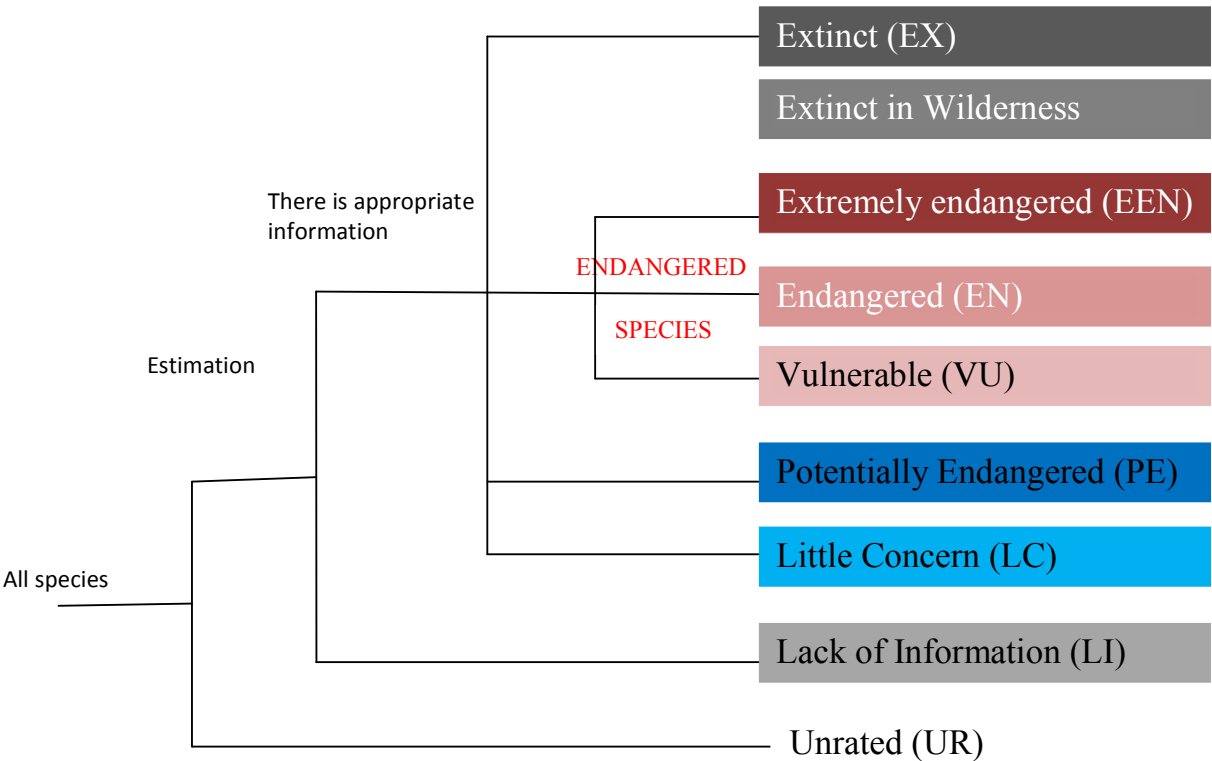 Extinct (EX)
Extinct in Wilderness
There is appropriate
information
Extremely endangered (EEN)
ENDANGERED
Endangered (EN)
SPECIES
Estimation
Vulnerable (VU)
Potentially Endangered (PE)
Little Concern (LC)
All species
Lack of Information (LI)
Unrated (UR)